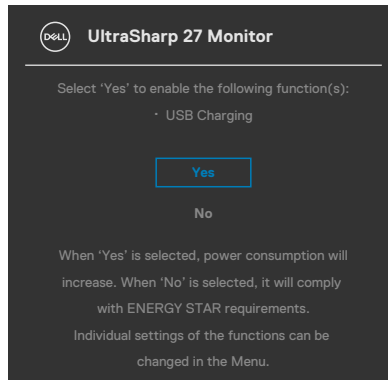 DELL UltraSharp 27 Monitor
Select ‘Yes’ to enable the following function(s):
· USB Charging
Yes
No
When ‘Yes’ is selected, power consumption will
increase. When ‘No’ is selected, it will comply
with ENERGY STAR requirements.
Individual settings of the functions can be
changed in the Menu.